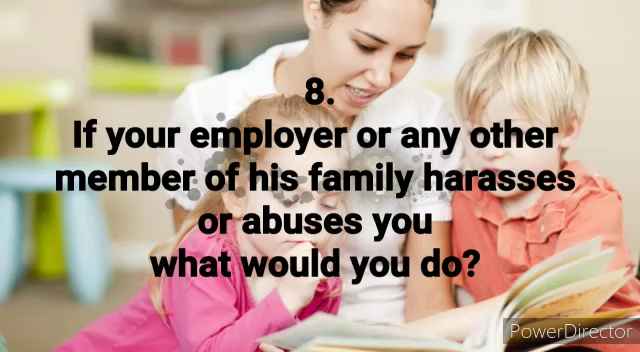 8.
If your employer or any other
member of his family harasses
or abuses you
what would you do?
PowerDirector